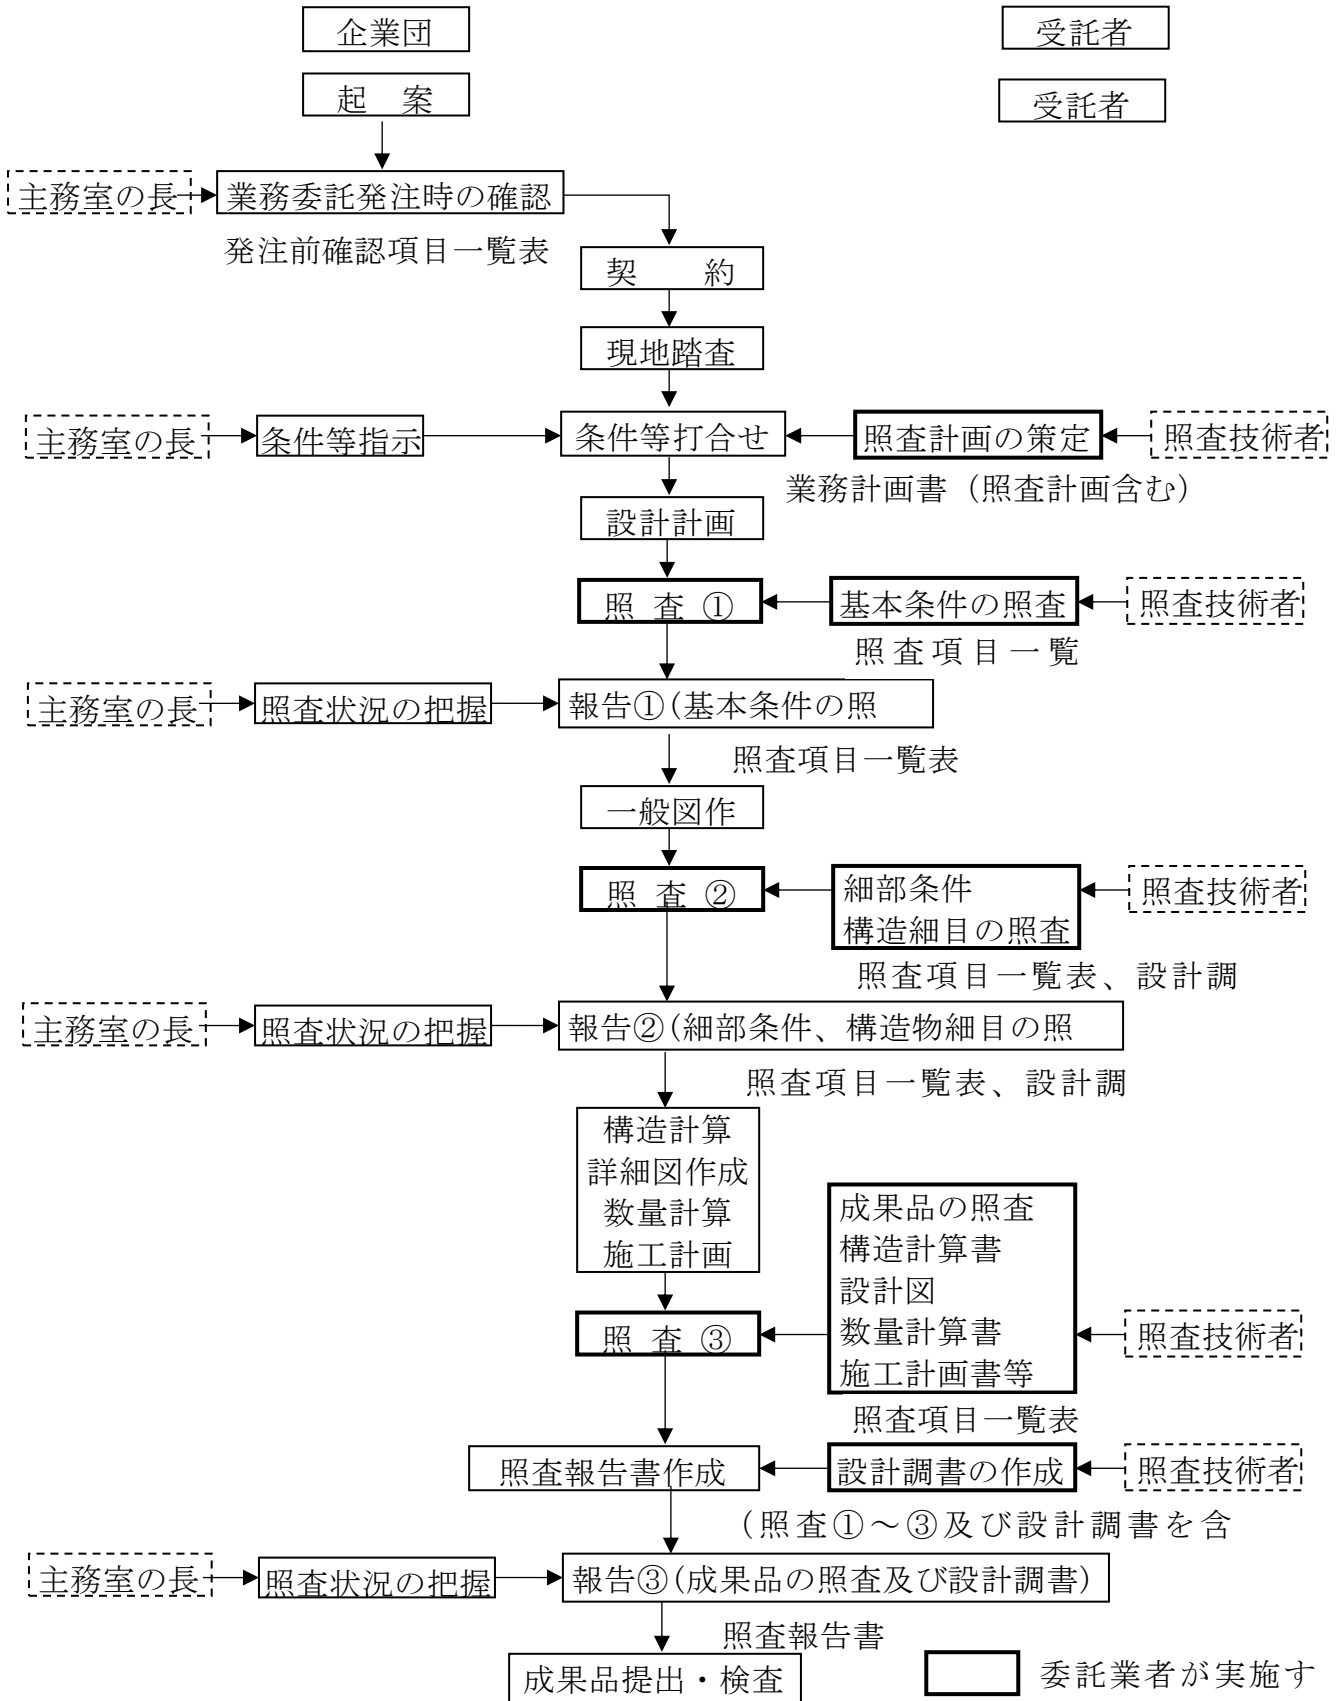 企業団
受託者
起　案
受託者
主務室の長
業務委託発注時の確認
発注前確認項目一覧表
契　　約
現地踏査
主務室の長
条件等指示
条件等打合せ
照査計画の策定
照査技術者
業務計画書（照査計画含む）
設計計画
照 査 ①
基本条件の照査
照査技術者
照査項目一覧
主務室の長
照査状況の把握
報告①(基本条件の照
照査項目一覧表
一般図作
照 査 ②
細部条件
構造細目の照査
照査技術者
照査項目一覧表、設計調
主務室の長
照査状況の把握
報告②(細部条件、構造物細目の照
照査項目一覧表、設計調
構造計算
詳細図作成
数量計算
施工計画
成果品の照査
構造計算書
設計図
数量計算書
施工計画書等
照 査 ③
照査技術者
照査項目一覧表
照査報告書作成
設計調書の作成
照査技術者
(照査①～③及び設計調書を含
主務室の長
照査状況の把握
報告③(成果品の照査及び設計調書)
照査報告書
成果品提出・検査
委託業者が実施す